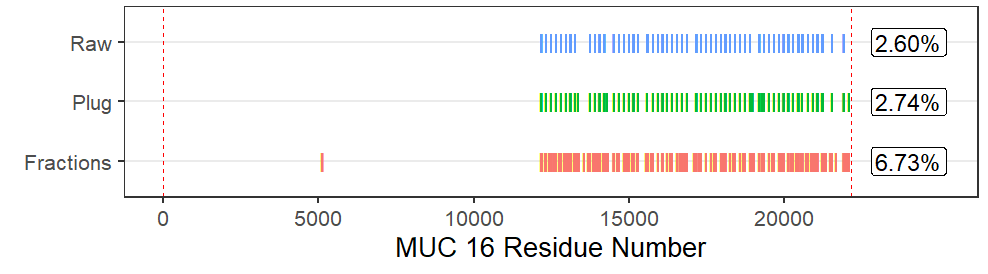 Raw 2.60%
Plug 2.74%
Fractions 6.73%
0 5000 10000 15000 20000
MUC 16 Residue Number